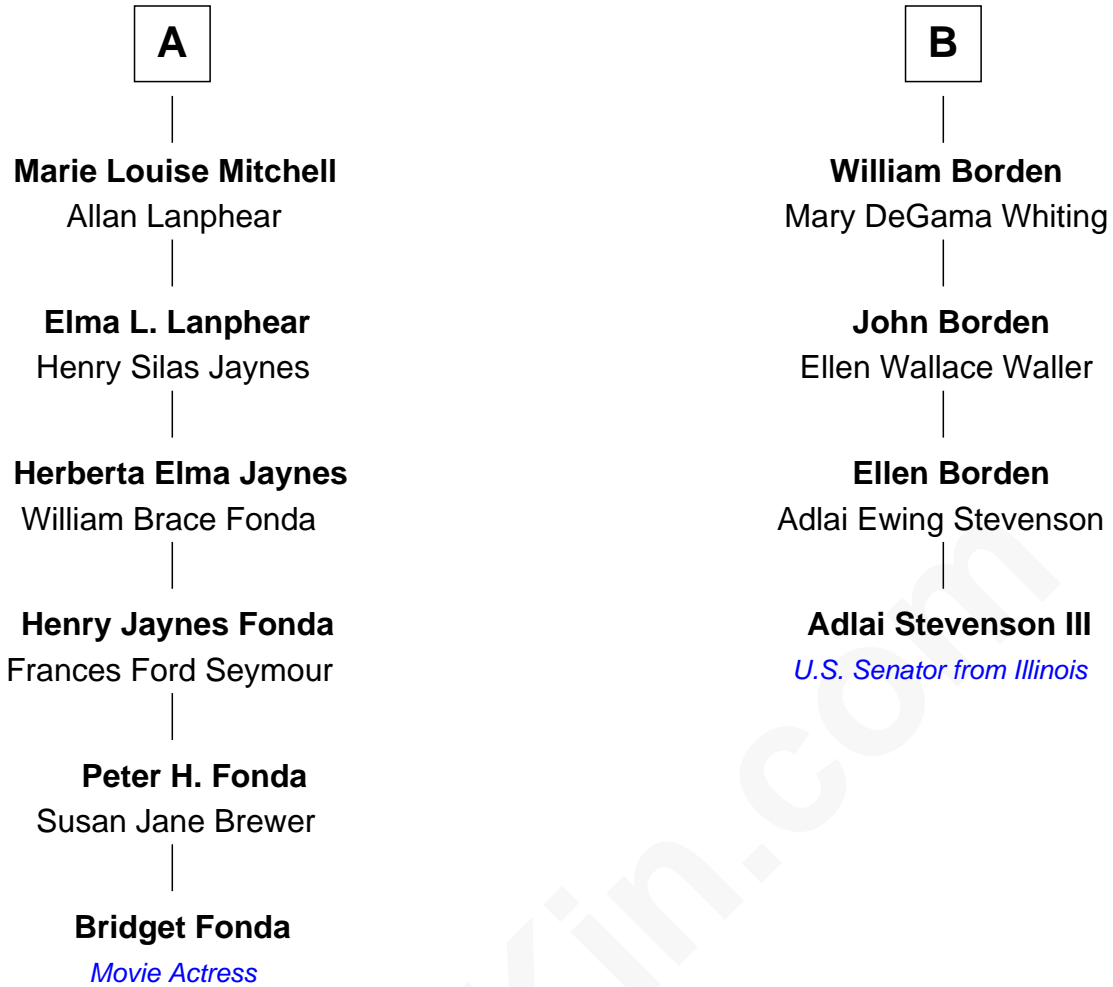 A
Marie Louise Mitchell
Allan Lanphear
Elma L. Lanphear
Henry Silas Jaynes
Herberta Elma Jaynes
William Brace Fonda
Henry Jaynes Fonda
Frances Ford Seymour
Peter H. Fonda
Susan Jane Brewer
Bridget Fonda
Movie Actress
B
William Borden
Mary DeGama Whiting
John Borden
Ellen Wallace Waller
Ellen Borden
Adlai Ewing Stevenson
Adlai Stevenson III
U.S. Senator from Illinois
Kin.com